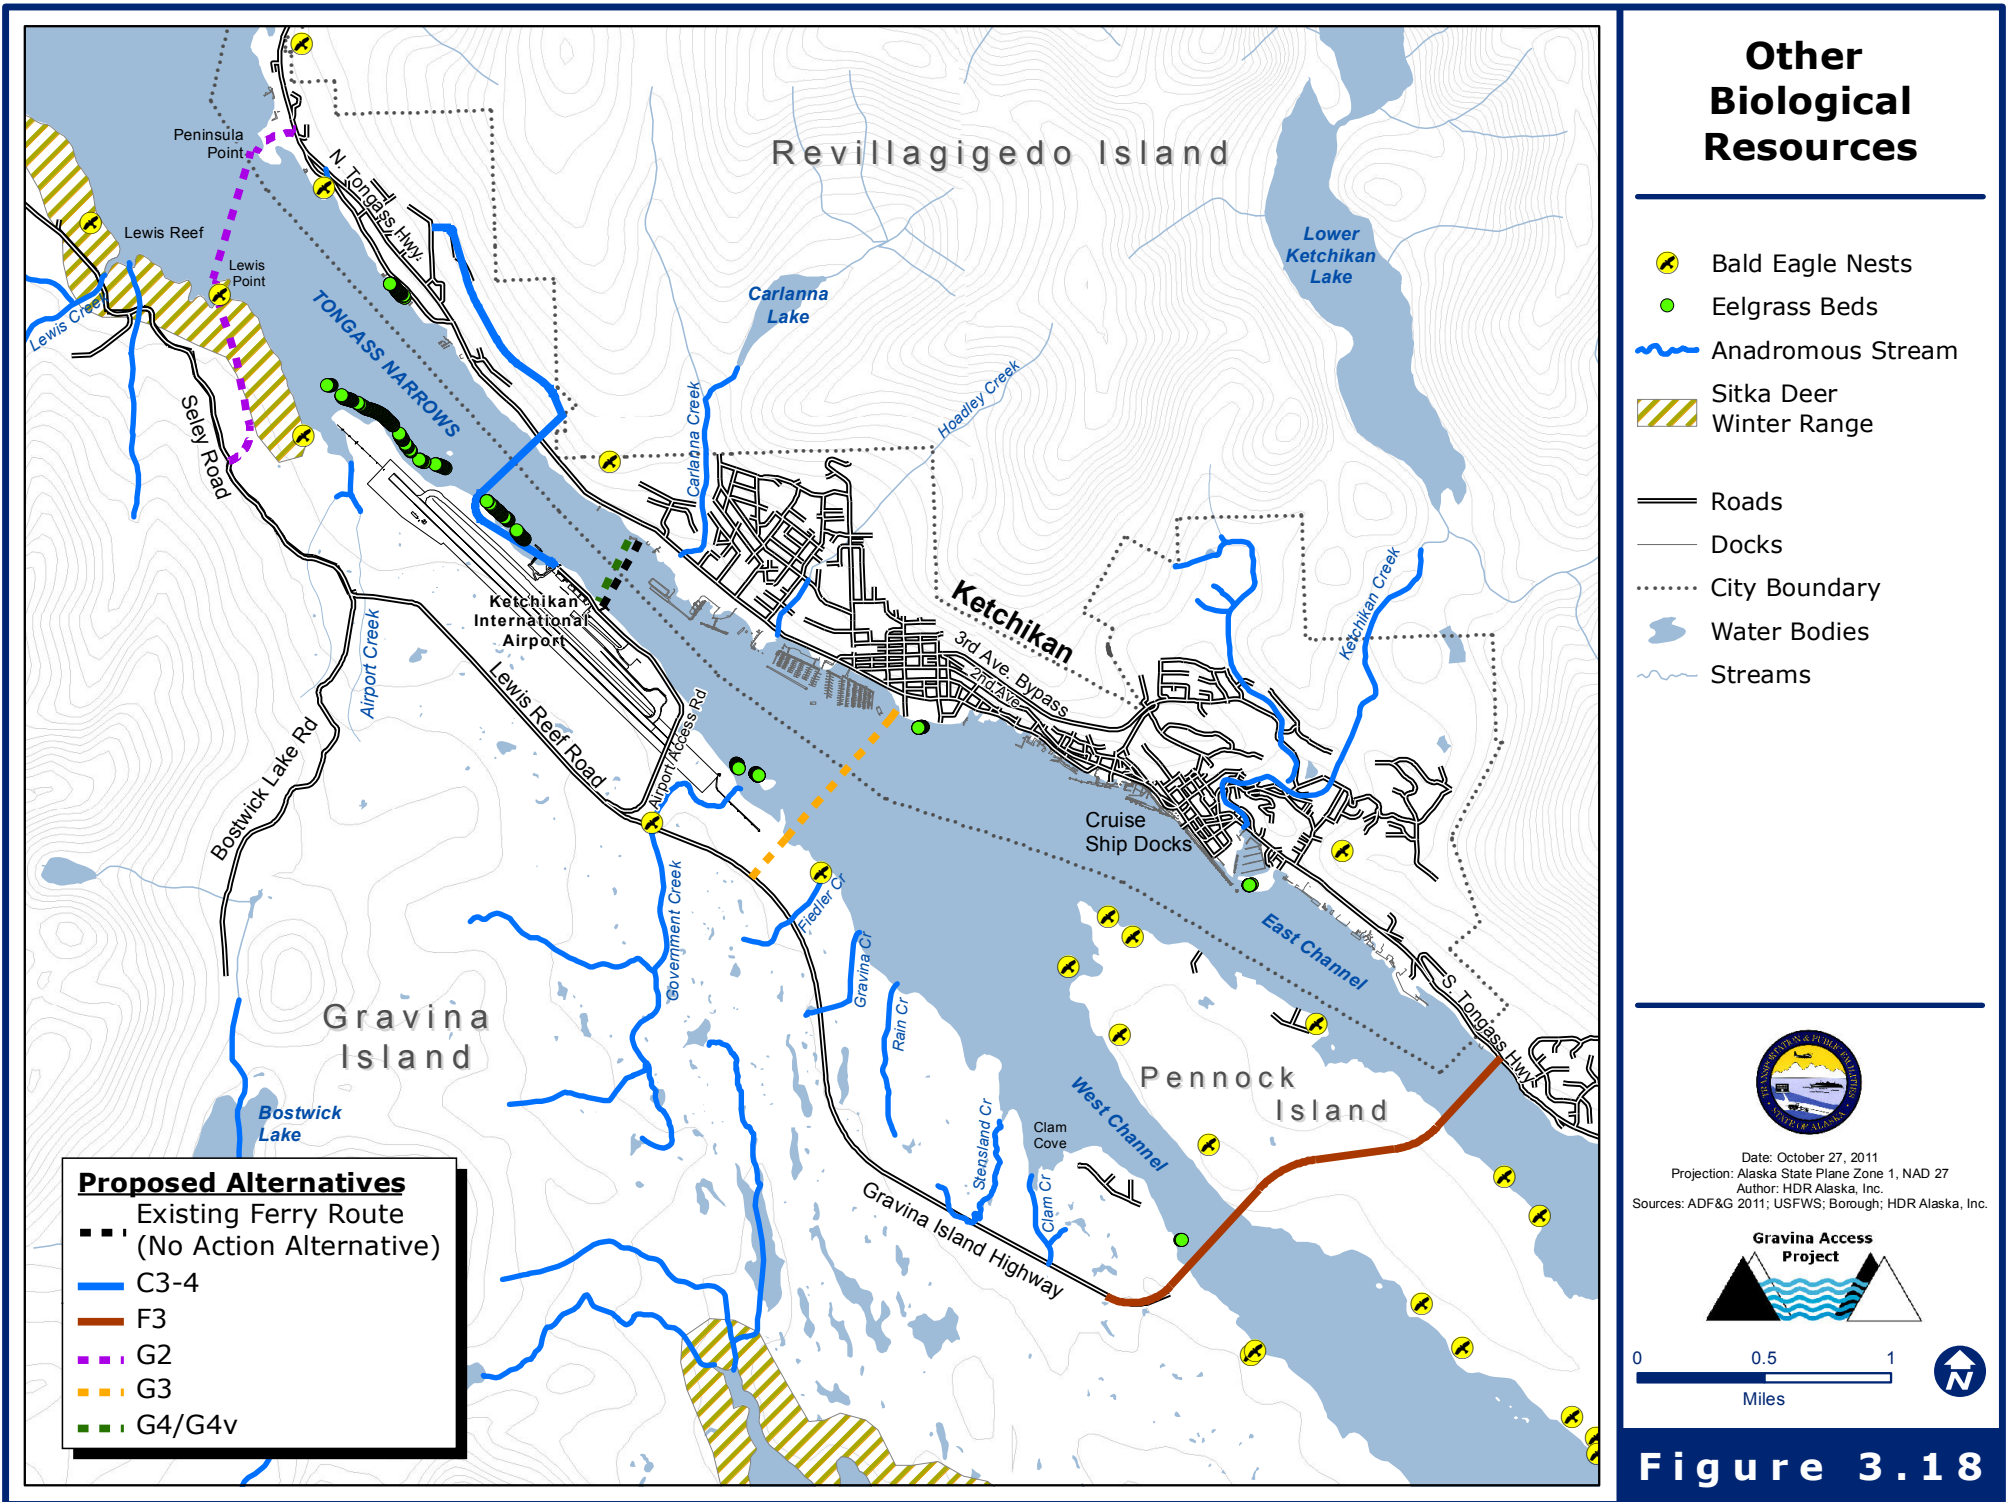 Other
Biological
Resources
Bald Eagle Nests
Eelgrass Beds
Anadromous Stream
Sitka Deer
Winter Range
Roads
Docks
City Boundary
Water Bodies
Streams
TRANSPORTATION & PUBLIC FACILITIES
STATE OF ALASKA
Date: October 27, 2011
Projection: Alaska State Plane Zone 1, NAD 27
Author: HDR Alaska, Inc.
Sources: ADF&G 2011; USFWS; Borough; HDR Alaska, Inc.
Gravina Access
Project
0 0.5 1
Miles
N
Figure 3.18
Peninsula
Point
N. Tongass Hwy.
Revillagigedo Island
Lewis Reef
Lewis
Point
Lewis Creek
TONGASS NARROWS
Lower
Ketchikan
Lake
Carlanna
Lake
Carlanna Creek
Hoadley Creek
Seley Road
Ketchikan
International
Airport
Airport Creek
Lewis Reef Road
Bostwick Lake Rd
Airport Access Rd
Ketchikan
3rd Ave. Bypass
2nd Ave
Ketchikan Creek
Cruise
Ship Docks
East Channel
S. Tongass Hwy
Government Creek
Fiedler Cr
Gravina Cr
Rain Cr
Gravina
Island
Bostwick
Lake
Stensland Cr
Clam
Cove
Clam Cr
West Channel
Pennock
Island
Gravina Island Highway
Proposed Alternatives
Existing Ferry Route
(No Action Alternative)
C3-4
F3
G2
G3
G4/G4v